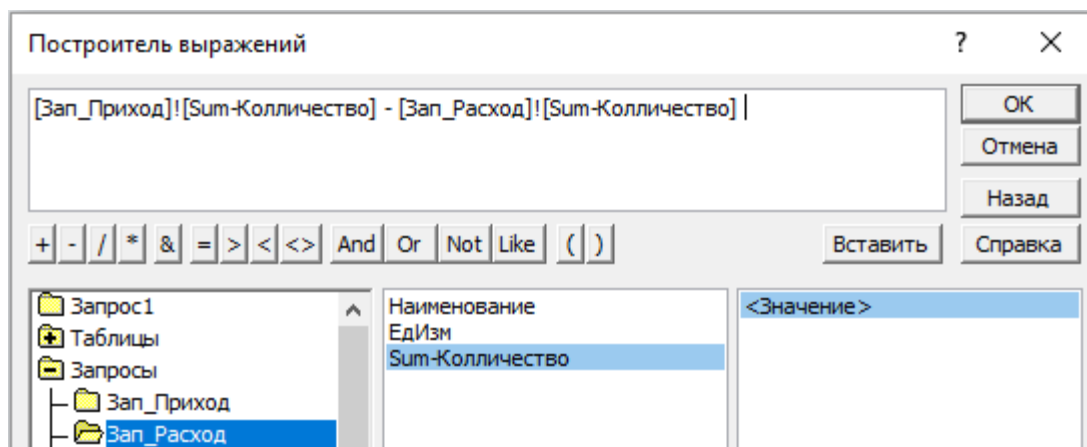 Построитель выражений ?
[Зап_Приход]![Sum-Колличество] - [Зап_Расход]![Sum-Колличество]
ОК
Отмена
Назад
+ - / * & = > < <> And Or Not Like ( ) Вставить Справка
Запрос1
Таблицы
Запросы
Зап_Приход
Зап_Расход
Наименование
ЕдИзм
Sum-Колличество
<Значение>